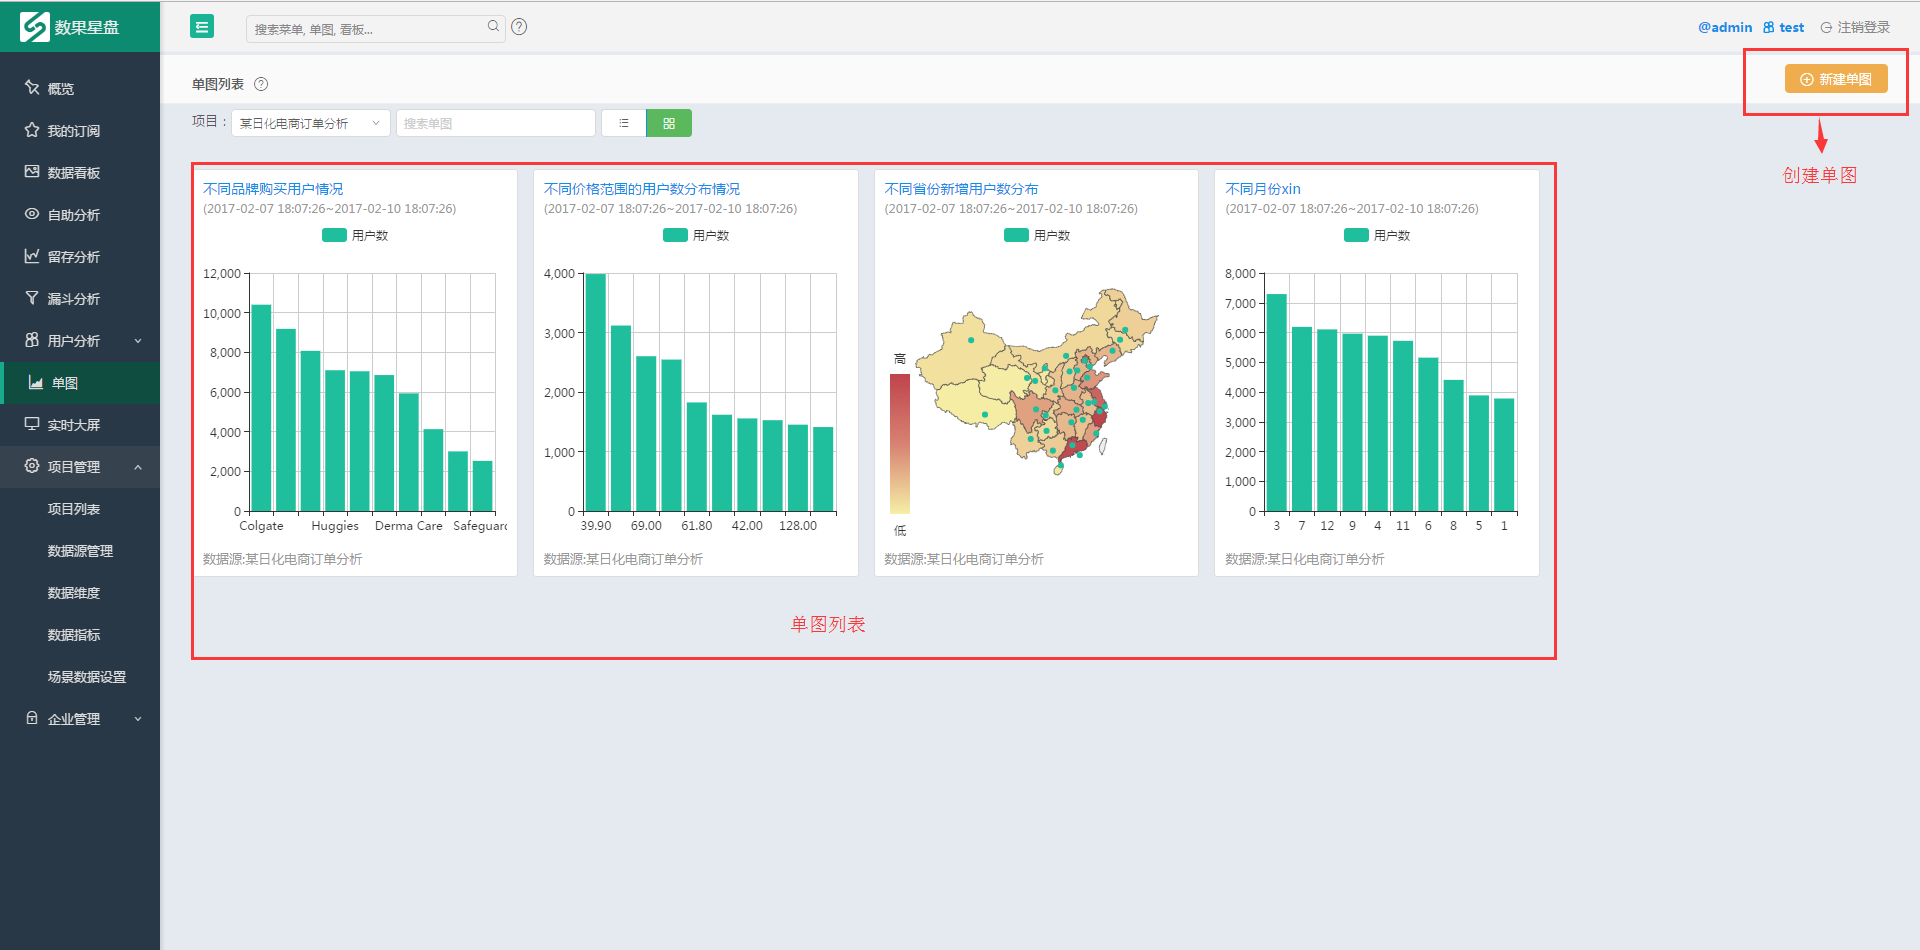 数果星盘
搜索菜单, 单图, 看板...
@admin test 注销登录
概览
我的订阅
数据看板
自助分析
留存分析
漏斗分析
用户分析
单图
实时大屏
项目管理
项目列表
数据源管理
数据维度
数据指标
场景数据设置
企业管理
单图列表
新建单图
创建单图
项目： 某日化电商订单分析 搜索单图
不同品牌购买用户情况
(2017-02-07 18:07:26~2017-02-10 18:07:26)
用户数
12,000
10,000
8,000
6,000
4,000
2,000
0
Colgate Huggies Derma Care Safeguard
数据源:某日化电商订单分析
不同价格范围的用户数分布情况
(2017-02-07 18:07:26~2017-02-10 18:07:26)
用户数
4,000
3,000
2,000
1,000
0
39.90 69.00 61.80 42.00 128.00
数据源:某日化电商订单分析
不同省份新增用户数分布
(2017-02-07 18:07:26~2017-02-10 18:07:26)
用户数
高
低
数据源:某日化电商订单分析
不同月份xin
(2017-02-07 18:07:26~2017-02-10 18:07:26)
用户数
8,000
7,000
6,000
5,000
4,000
3,000
2,000
1,000
0
3 7 12 9 4 11 6 8 5 1
数据源:某日化电商订单分析
单图列表